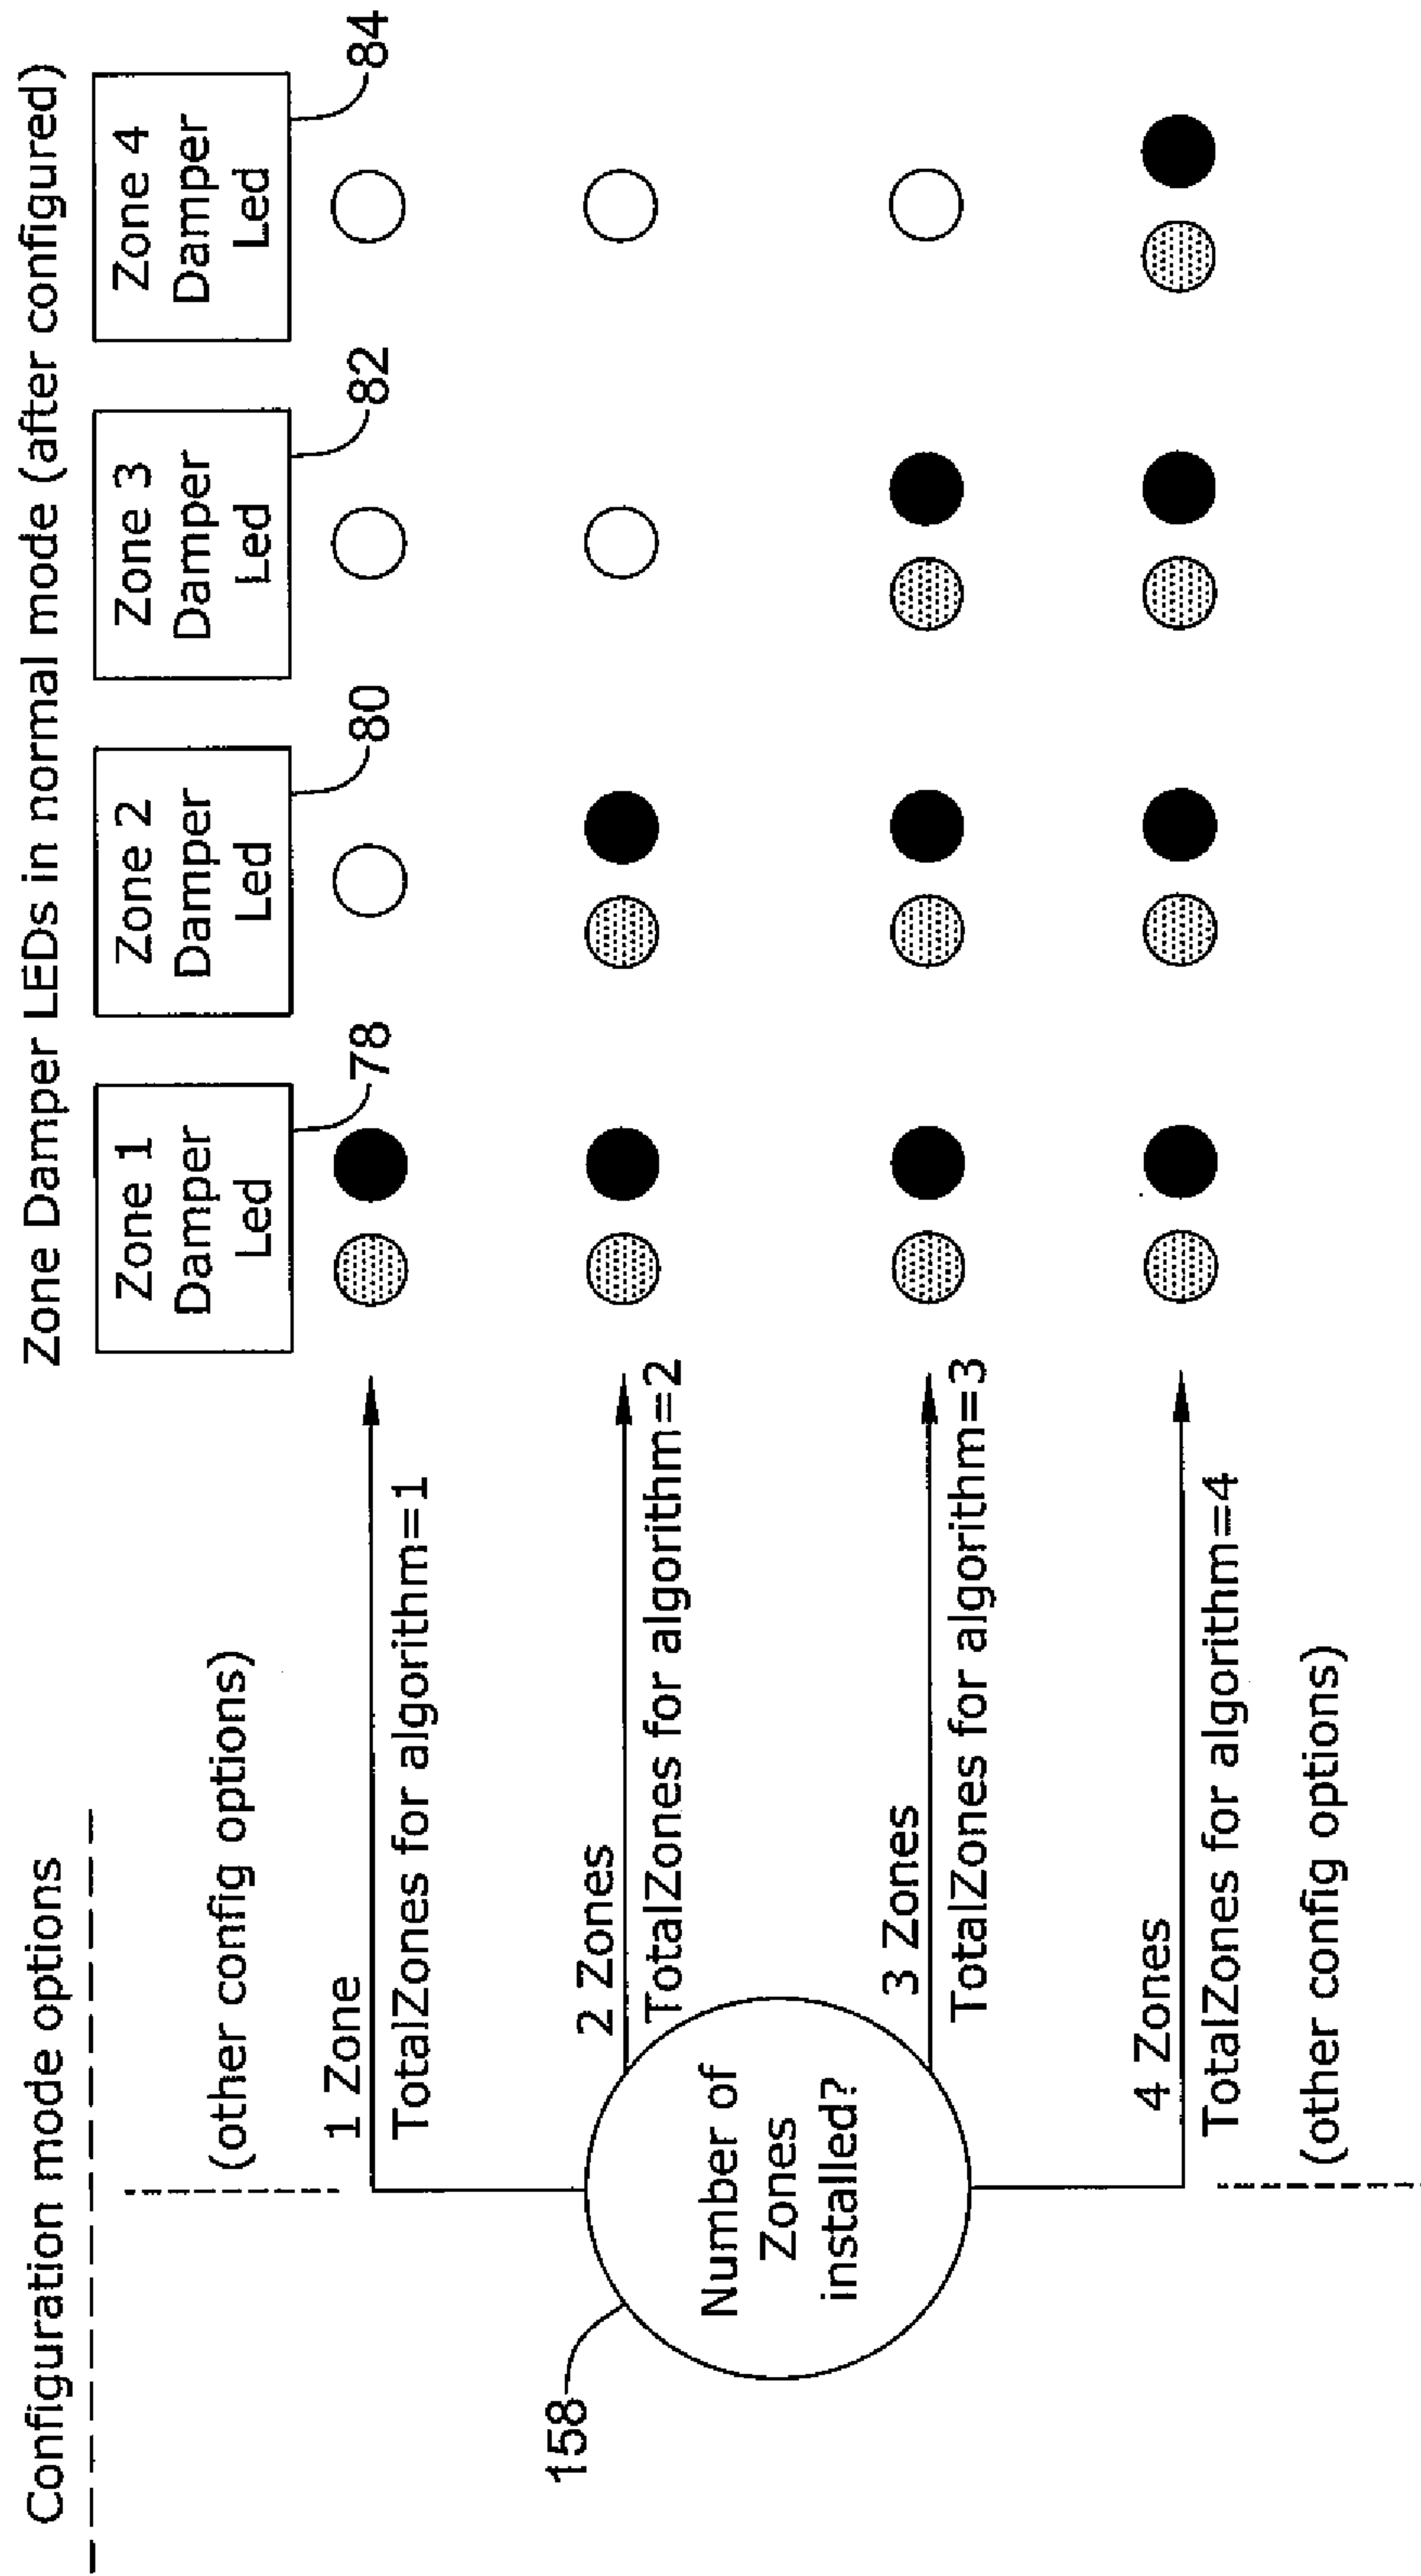 Configuration mode options
Zone Damper LEDs in normal mode (after configured)
Zone 1
Damper
Led
78
Zone 2
Damper
Led
80
Zone 3
Damper
Led
82
Zone 4
Damper
Led
84
(other config options)
1 Zone
TotalZones for algorithm=1
2 Zones
TotalZones for algorithm=2
158
Number of
Zones
installed?
3 Zones
TotalZones for algorithm=3
4 Zones
TotalZones for algorithm=4
(other config options)